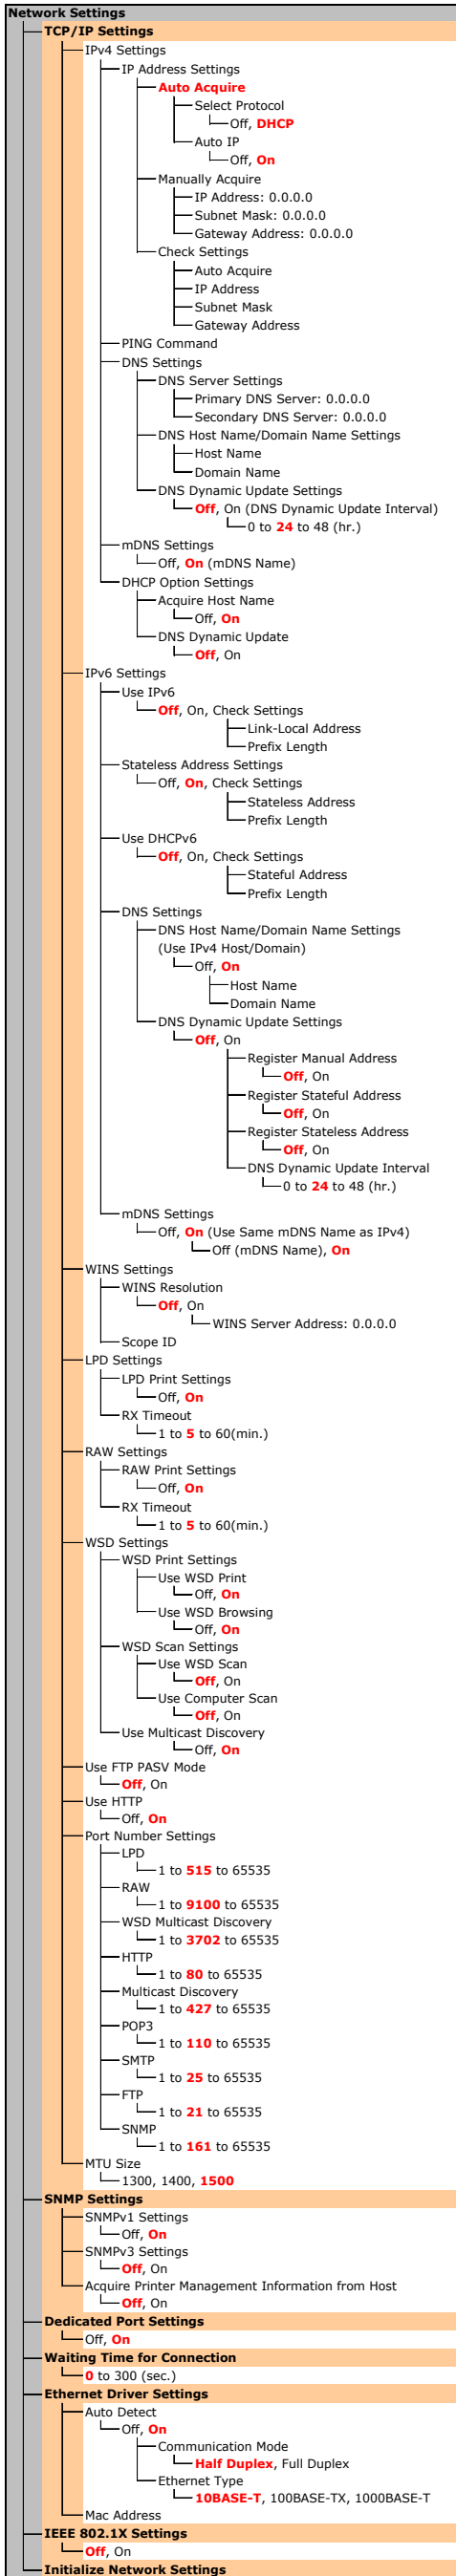 Network Settings
TCP/IP Settings
IPv4 Settings
IP Address Settings
Auto Acquire
Select Protocol
Off, DHCP
Auto IP
Off, On
Manually Acquire
IP Address: 0.0.0.0
Subnet Mask: 0.0.0.0
Gateway Address: 0.0.0.0
Check Settings
Auto Acquire
IP Address
Subnet Mask
Gateway Address
PING Command
DNS Settings
DNS Server Settings
Primary DNS Server: 0.0.0.0
Secondary DNS Server: 0.0.0.0
DNS Host Name/Domain Name Settings
Host Name
Domain Name
DNS Dynamic Update Settings
Off, On (DNS Dynamic Update Interval)
0 to 24 to 48 (hr.)
mDNS Settings
Off, On (mDNS Name)
DHCP Option Settings
Acquire Host Name
Off, On
DNS Dynamic Update
Off, On
IPv6 Settings
Use IPv6
Off, On, Check Settings
Link-Local Address
Prefix Length
Stateless Address Settings
Off, On, Check Settings
Stateless Address
Prefix Length
Use DHCPv6
Off, On, Check Settings
Stateful Address
Prefix Length
DNS Settings
DNS Host Name/Domain Name Settings
(Use IPv4 Host/Domain)
Off, On
Host Name
Domain Name
DNS Dynamic Update Settings
Off, On
Register Manual Address
Off, On
Register Stateful Address
Off, On
Register Stateless Address
Off, On
DNS Dynamic Update Interval
0 to 24 to 48 (hr.)
mDNS Settings
Off, On (Use Same mDNS Name as IPv4)
Off (mDNS Name), On
WINS Settings
WINS Resolution
Off, On
WINS Server Address: 0.0.0.0
Scope ID
LPD Settings
LPD Print Settings
Off, On
RX Timeout
1 to 5 to 60(min.)
RAW Settings
RAW Print Settings
Off, On
RX Timeout
1 to 5 to 60(min.)
WSD Settings
WSD Print Settings
Use WSD Print
Off, On
Use WSD Browsing
Off, On
WSD Scan Settings
Use WSD Scan
Off, On
Use Computer Scan
Off, On
Use Multicast Discovery
Off, On
Use FTP PASV Mode
Off, On
Use HTTP
Off, On
Port Number Settings
LPD
1 to 515 to 65535
RAW
1 to 9100 to 65535
WSD Multicast Discovery
1 to 3702 to 65535
HTTP
1 to 80 to 65535
Multicast Discovery
1 to 427 to 65535
POP3
1 to 110 to 65535
SMTP
1 to 25 to 65535
FTP
1 to 21 to 65535
SNMP
1 to 161 to 65535
MTU Size
1300, 1400, 1500
SNMP Settings
SNMPv1 Settings
Off, On
SNMPv3 Settings
Off, On
Acquire Printer Management Information from Host
Off, On
Dedicated Port Settings
Off, On
Waiting Time for Connection
0 to 300 (sec.)
Ethernet Driver Settings
Auto Detect
Off, On
Communication Mode
Half Duplex, Full Duplex
Ethernet Type
10BASE-T, 100BASE-TX, 1000BASE-T
Mac Address
IEEE 802.1X Settings
Off, On
Initialize Network Settings